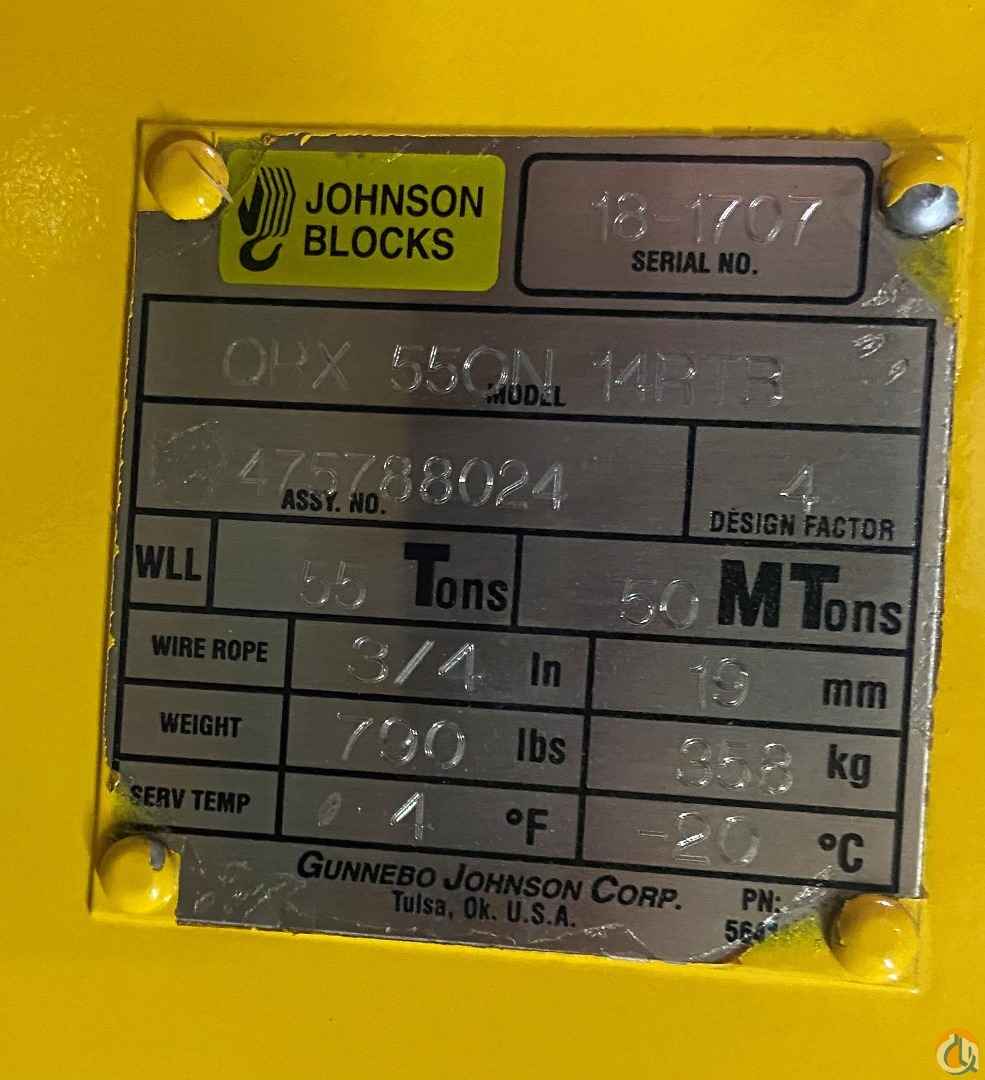 JOHNSON
BLOCKS
18-1707
SERIAL NO.
55QN 14RTB
MODEL
475788024
ASSY. NO.
4
DESIGN FACTOR
WLL
55 Tons
50 MTons
WIRE ROPE
3/4 In
19 mm
WEIGHT
790 lbs
358 kg
SERV TEMP
4 °F
-20 °C
GUNNEBO JOHNSON CORP.
Tulsa, Ok. U.S.A.
PN: